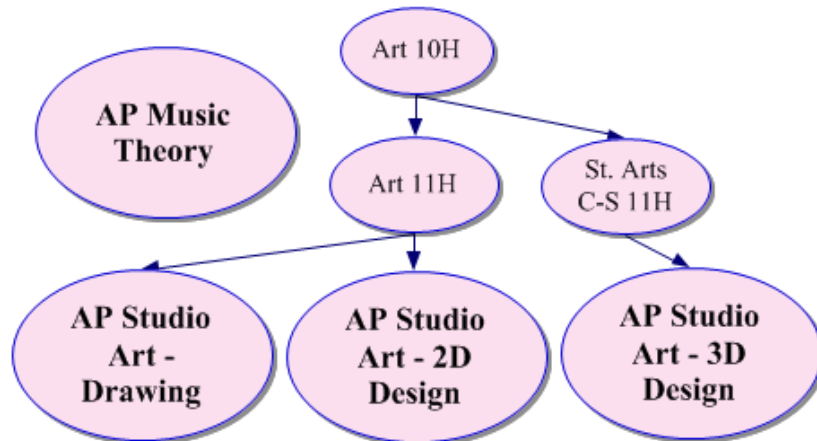 Art 10H
AP Music
Theory
Art 11H
St. Arts
C-S 11H
AP Studio
Art -
Drawing
AP Studio
Art - 2D
Design
AP Studio
Art - 3D
Design